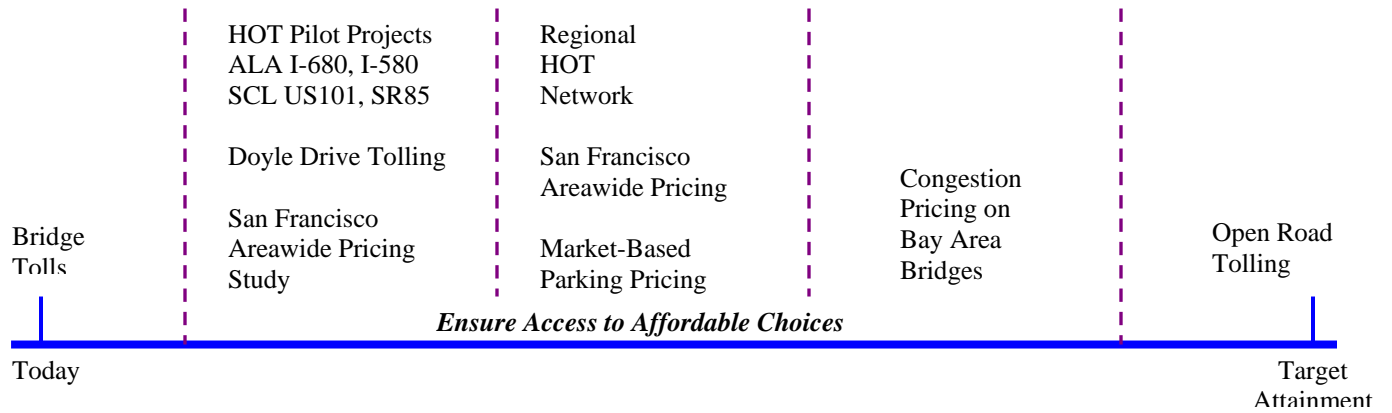 Bridge
Tolls
HOT Pilot Projects
ALA I-680, I-580
SCL US101, SR85
Doyle Drive Tolling
San Francisco
Areawide Pricing
Study
Regional
HOT
Network
San Francisco
Areawide Pricing
Market-Based
Parking Pricing
Congestion
Pricing on
Bay Area
Bridges
Open Road
Tolling
Ensure Access to Affordable Choices
Today
Target
Attainment